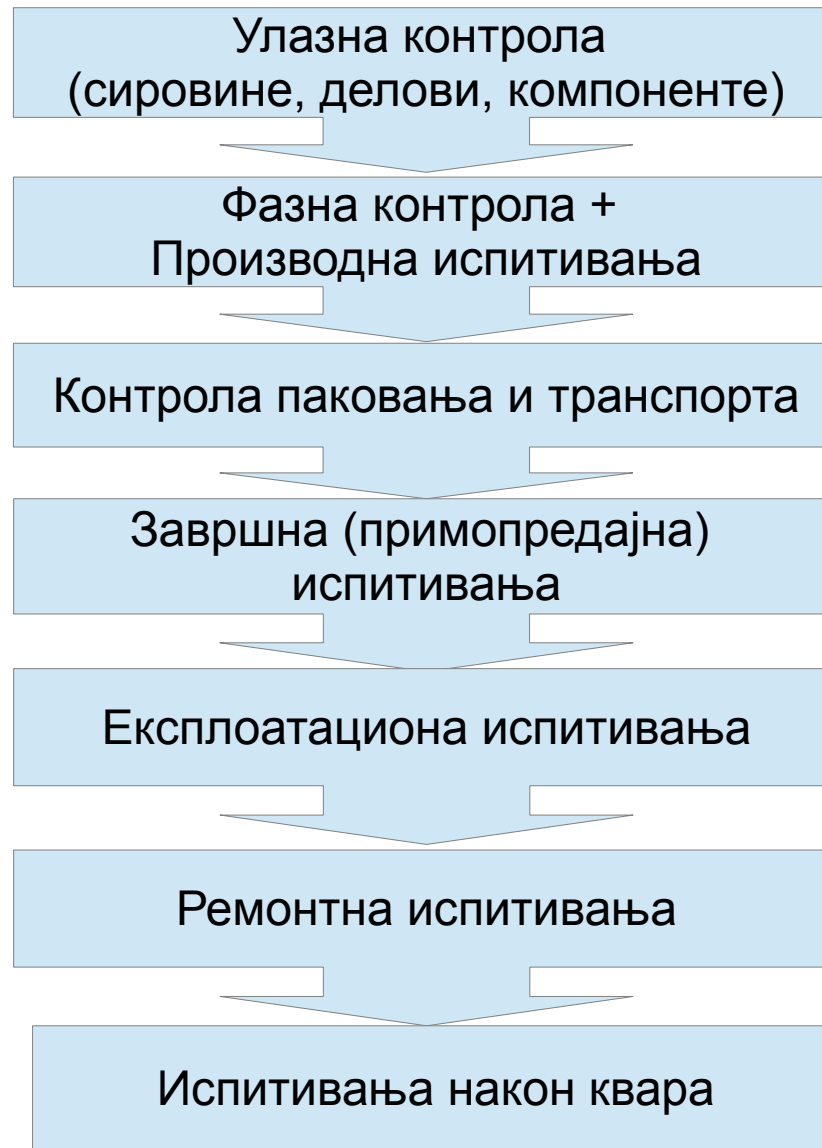 Улазна контрола
(сировине, делови, компоненте)
Фазна контрола +
Производна испитивања
Контрола паковања и транспорта
Завршна (примопредајна)
испитивања
Експлоатациона испитивања
Ремонтна испитивања
Испитивања након квара